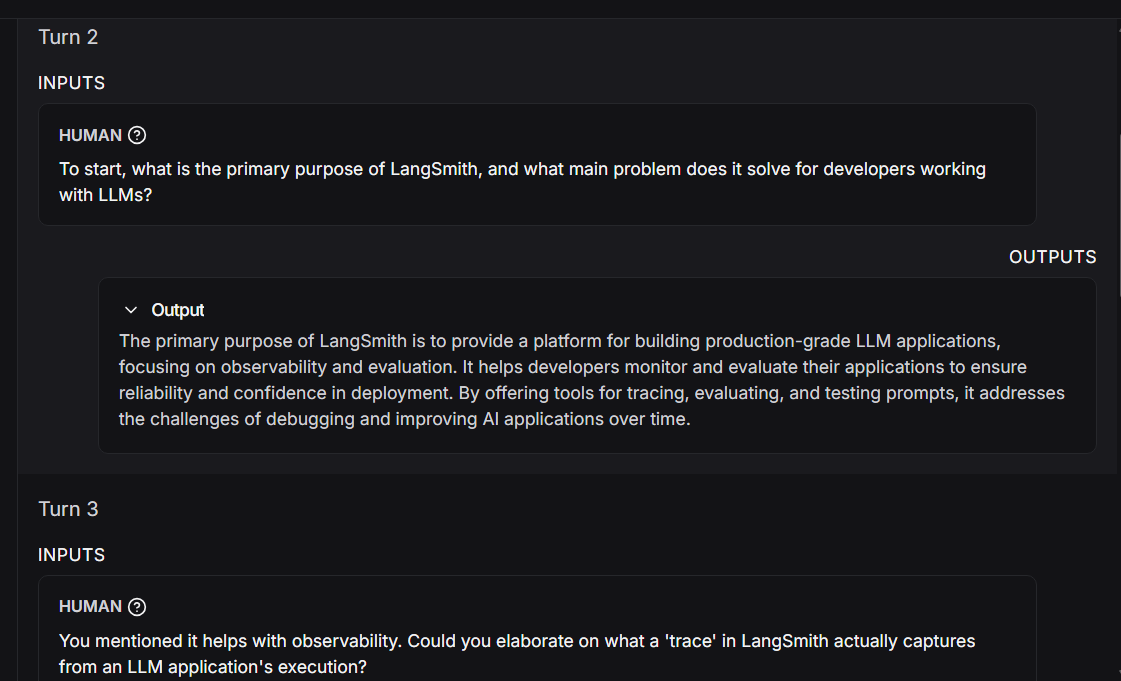 Turn 2
INPUTS
HUMAN
To start, what is the primary purpose of LangSmith, and what main problem does it solve for developers working
with LLMs?
OUTPUTS
Output
The primary purpose of LangSmith is to provide a platform for building production-grade LLM applications,
focusing on observability and evaluation. It helps developers monitor and evaluate their applications to ensure
reliability and confidence in deployment. By offering tools for tracing, evaluating, and testing prompts, it addresses
the challenges of debugging and improving AI applications over time.
Turn 3
INPUTS
HUMAN
You mentioned it helps with observability. Could you elaborate on what a 'trace' in LangSmith actually captures
from an LLM application's execution?